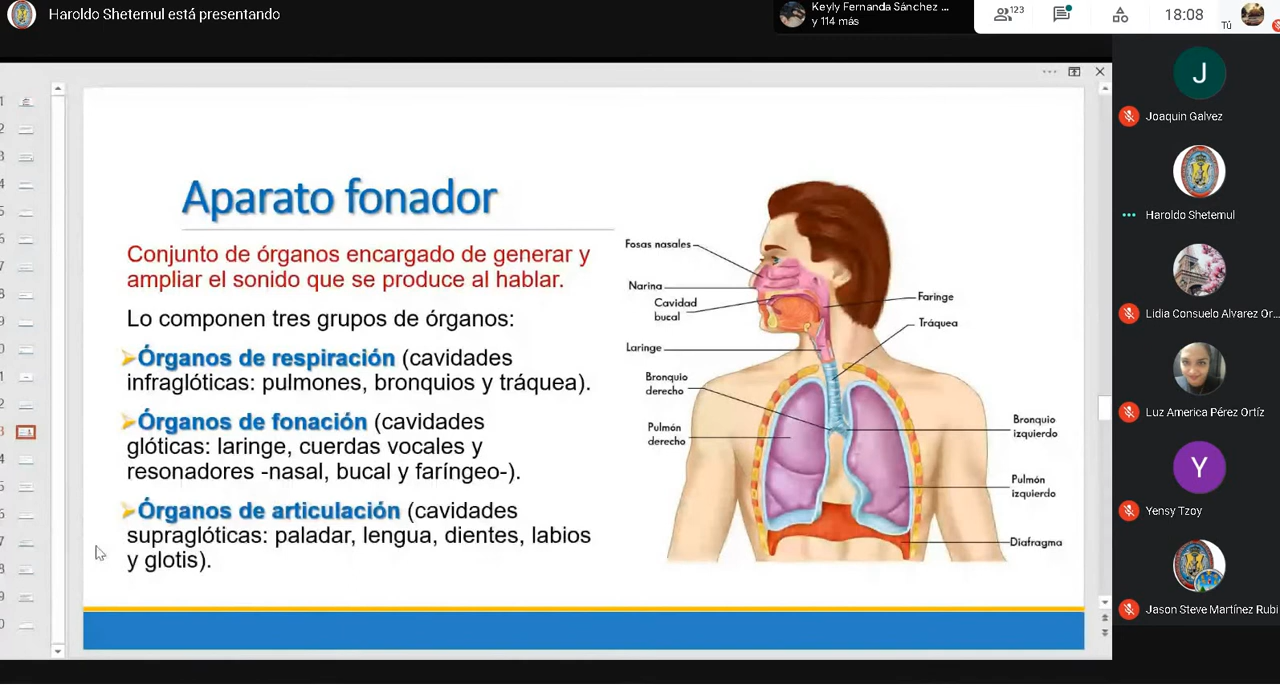 Haroldo Shetemul está presentando
Keyly Fernanda Sánchez ...
y 114 más
123
18:08
Tú
Aparato fonador
Conjunto de órganos encargado de generar y
ampliar el sonido que se produce al hablar.
Lo componen tres grupos de órganos:
Órganos de respiración (cavidades
infraglóticas: pulmones, bronquios y tráquea).
Órganos de fonación (cavidades
glóticas: laringe, cuerdas vocales y
resonadores -nasal, bucal y faríngeo-).
Órganos de articulación (cavidades
supraglóticas: paladar, lengua, dientes, labios
y glotis).
Fosas nasales
Narina
Cavidad
bucal
Laringe
Bronquio
derecho
Pulmón
derecho
Faringe
Tráquea
Bronquio
izquierdo
Pulmón
izquierdo
Diafragma
J
Joaquin Galvez
Haroldo Shetemul
Lidia Consuelo Alvarez Or...
Luz America Pérez Ortíz
Y
Yensy Tzoy
Jason Steve Martínez Rubi